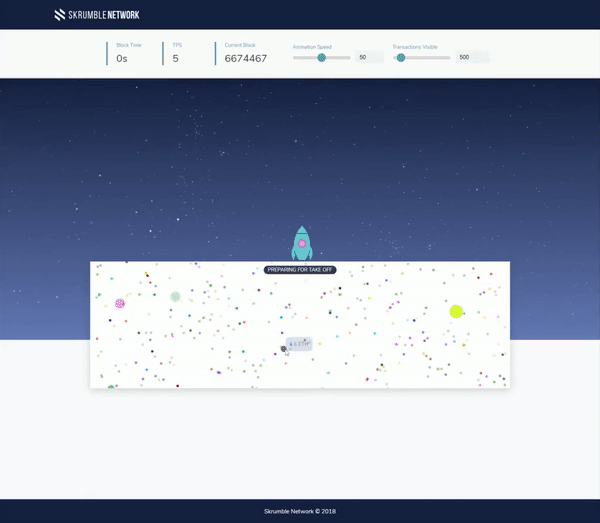 SKRUMBLE NETWORK
Block Time
0s
TPS
5
Current Block
6674467
Animation Speed
50
Transactions Visible
500
PREPARING FOR TAKE OFF
Skrumble Network © 2018